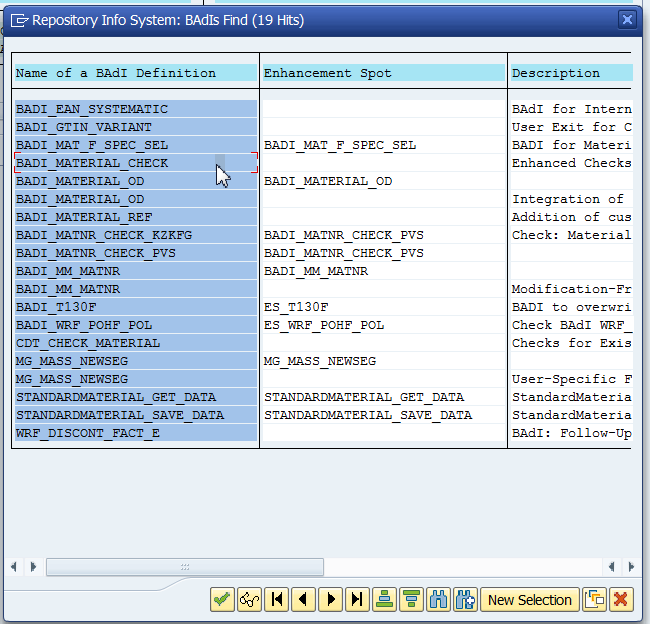 Repository Info System: BAdIs Find (19 Hits)
Name of a BAdI Definition Enhancement Spot Description
BADI_EAN_SYSTEMATIC BAdI for Intern
BADI_GTIN_VARIANT User Exit for C
BADI_MAT_F_SPEC_SEL BADI_MAT_F_SPEC_SEL BADI for Materi
BADI_MATERIAL_CHECK Enhanced Checks
BADI_MATERIAL_OD BADI_MATERIAL_OD
BADI_MATERIAL_OD Integration of
BADI_MATERIAL_REF Addition of cus
BADI_MATNR_CHECK_KZKFG BADI_MATNR_CHECK_PVS Check: Material
BADI_MATNR_CHECK_PVS BADI_MATNR_CHECK_PVS
BADI_MM_MATNR BADI_MM_MATNR
BADI_MM_MATNR Modification-Fr
BADI_T130F ES_T130F BADI to overwri
BADI_WRF_POHF_POL ES_WRF_POHF_POL Check BAdI WRF_
CDT_CHECK_MATERIAL Checks for Exis
MG_MASS_NEWSEG MG_MASS_NEWSEG
MG_MASS_NEWSEG User-Specific F
STANDARDMATERIAL_GET_DATA STANDARDMATERIAL_GET_DATA StandardMateria
STANDARDMATERIAL_SAVE_DATA STANDARDMATERIAL_SAVE_DATA StandardMateria
WRF_DISCONT_FACT_E BAdI: Follow-Up
New Selection